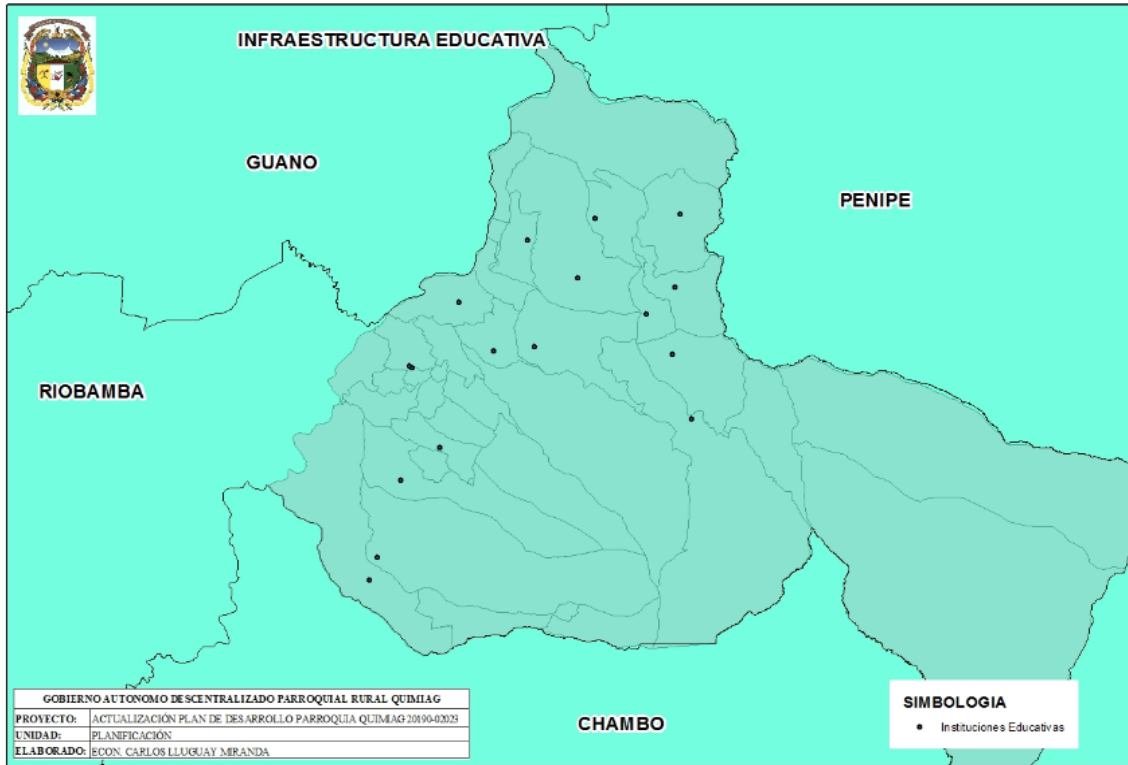 INFRAESTRUCTURA EDUCATIVA
GUANO
PENIPE
RIOBAMBA
CHAMBO
GOBIERNO AUTONOMO DESCENTRALIZADO PARROQUIAL RURAL QUIMIAG
PROYECTO: ACTUALIZACIÓN PLAN DE DESARROLLO PARROQUIA QUIMIAG 20190-02023
UNIDAD: PLANIFICACIÓN
ELABORADO: ECON. CARLOS LLUGUAY MIRANDA
SIMBOLOGIA
Instituciones Educativas